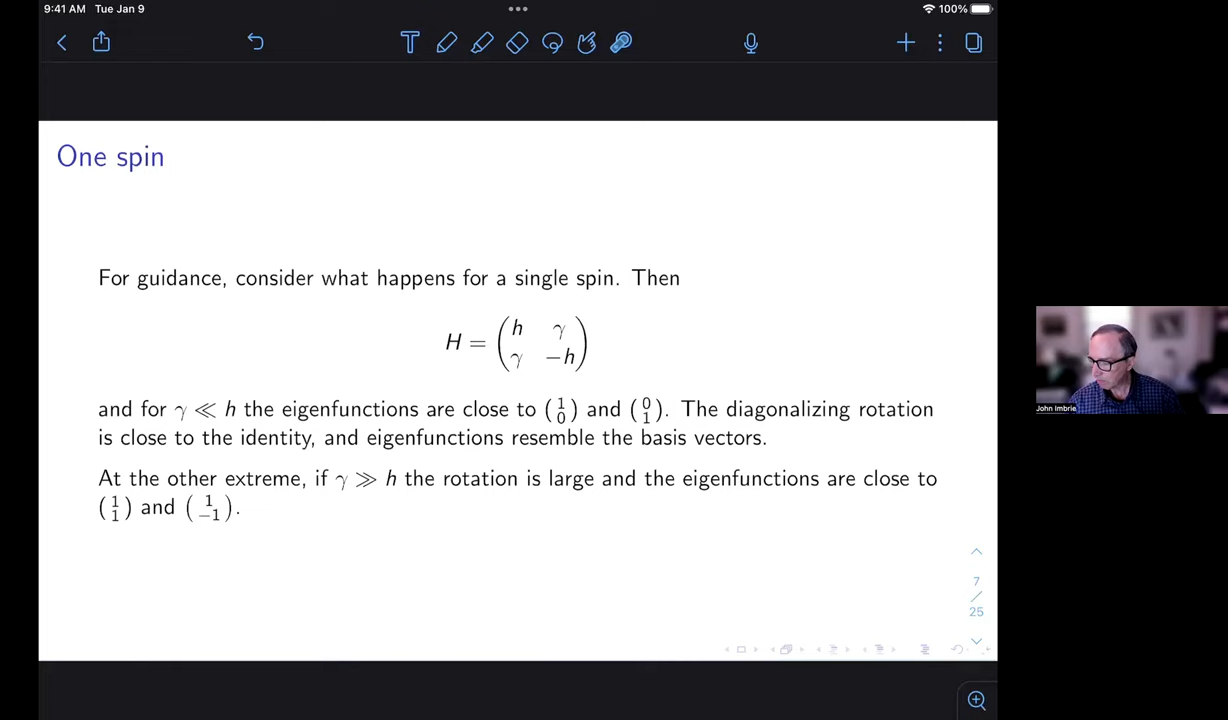 9:41 AM Tue Jan 9
100%
One spin
For guidance, consider what happens for a single spin. Then
H = ( h γ
γ −h )
and for γ ≪ h the eigenfunctions are close to (1 0) and (0 1). The diagonalizing rotation
is close to the identity, and eigenfunctions resemble the basis vectors.
At the other extreme, if γ ≫ h the rotation is large and the eigenfunctions are close to
(1 1) and (1 −1).
7
/
25
John Imbrie